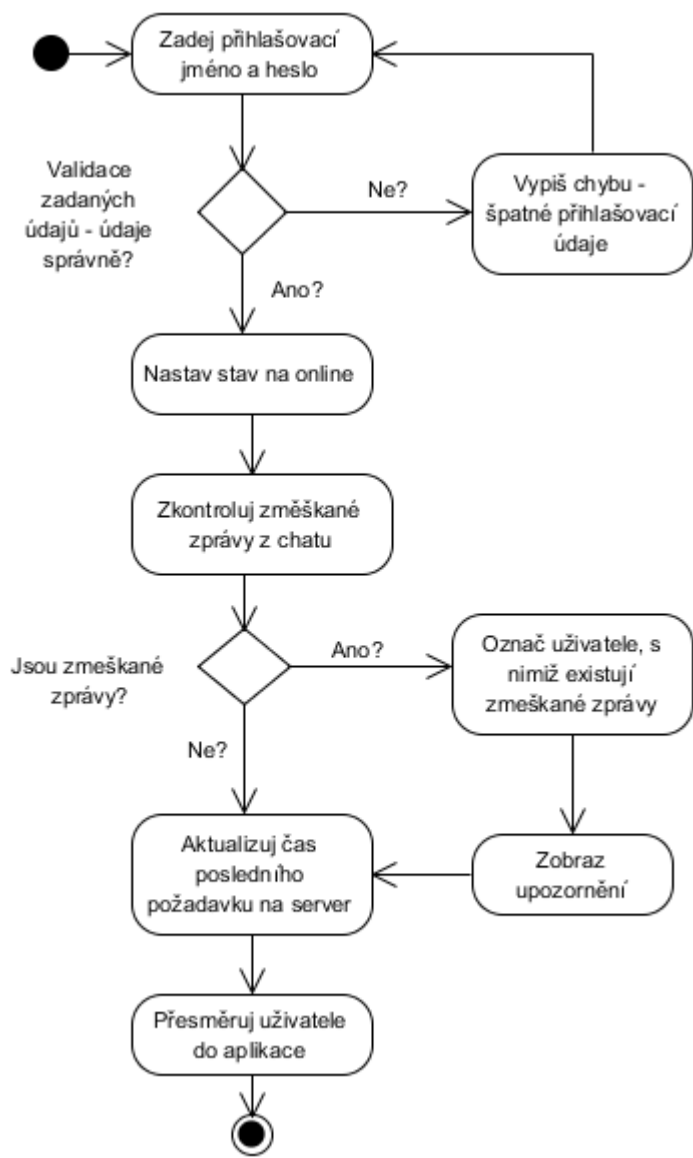 Zadej přihlašovací
jméno a heslo
Validace
zadaných
údajů - údaje
správně?
Ne?
Vypiš chybu -
špatné přihlašovací
údaje
Ano?
Nastav stav na online
Zkontroluj změškané
zprávy z chatu
Jsou zmeškané
zprávy?
Ano?
Označ uživatele, s
nimiž existují
zmeškané zprávy
Ne?
Aktualizuj čas
posledního
požadavku na server
Zobraz
upozornění
Přesměruj uživatele
do aplikace